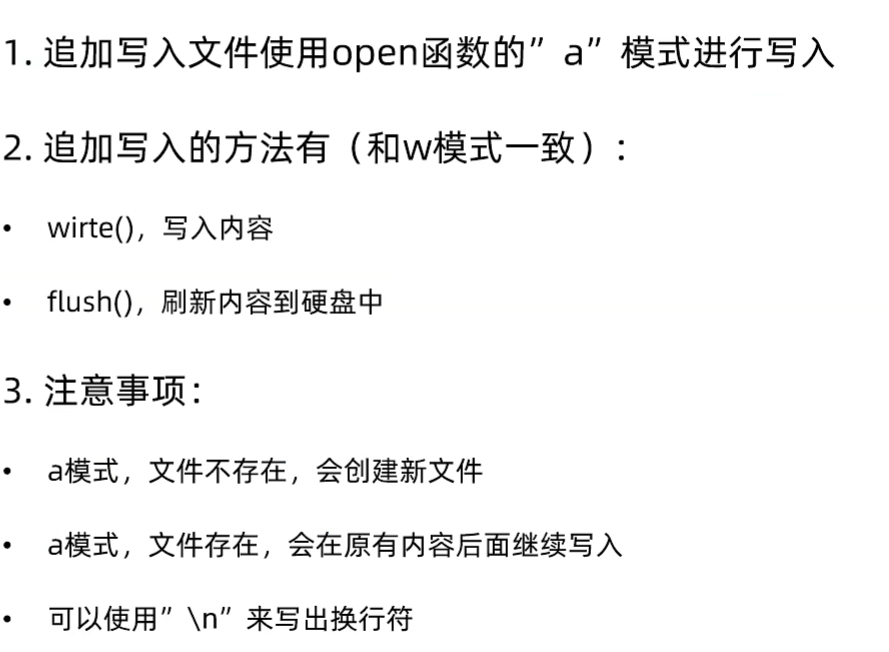 1. 追加写入文件使用open函数的”a”模式进行写入
2. 追加写入的方法有（和w模式一致）:
• wirte()，写入内容
• flush()，刷新内容到硬盘中
3. 注意事项：
• a模式，文件不存在，会创建新文件
• a模式，文件存在，会在原有内容后面继续写入
• 可以使用”\n”来写出换行符